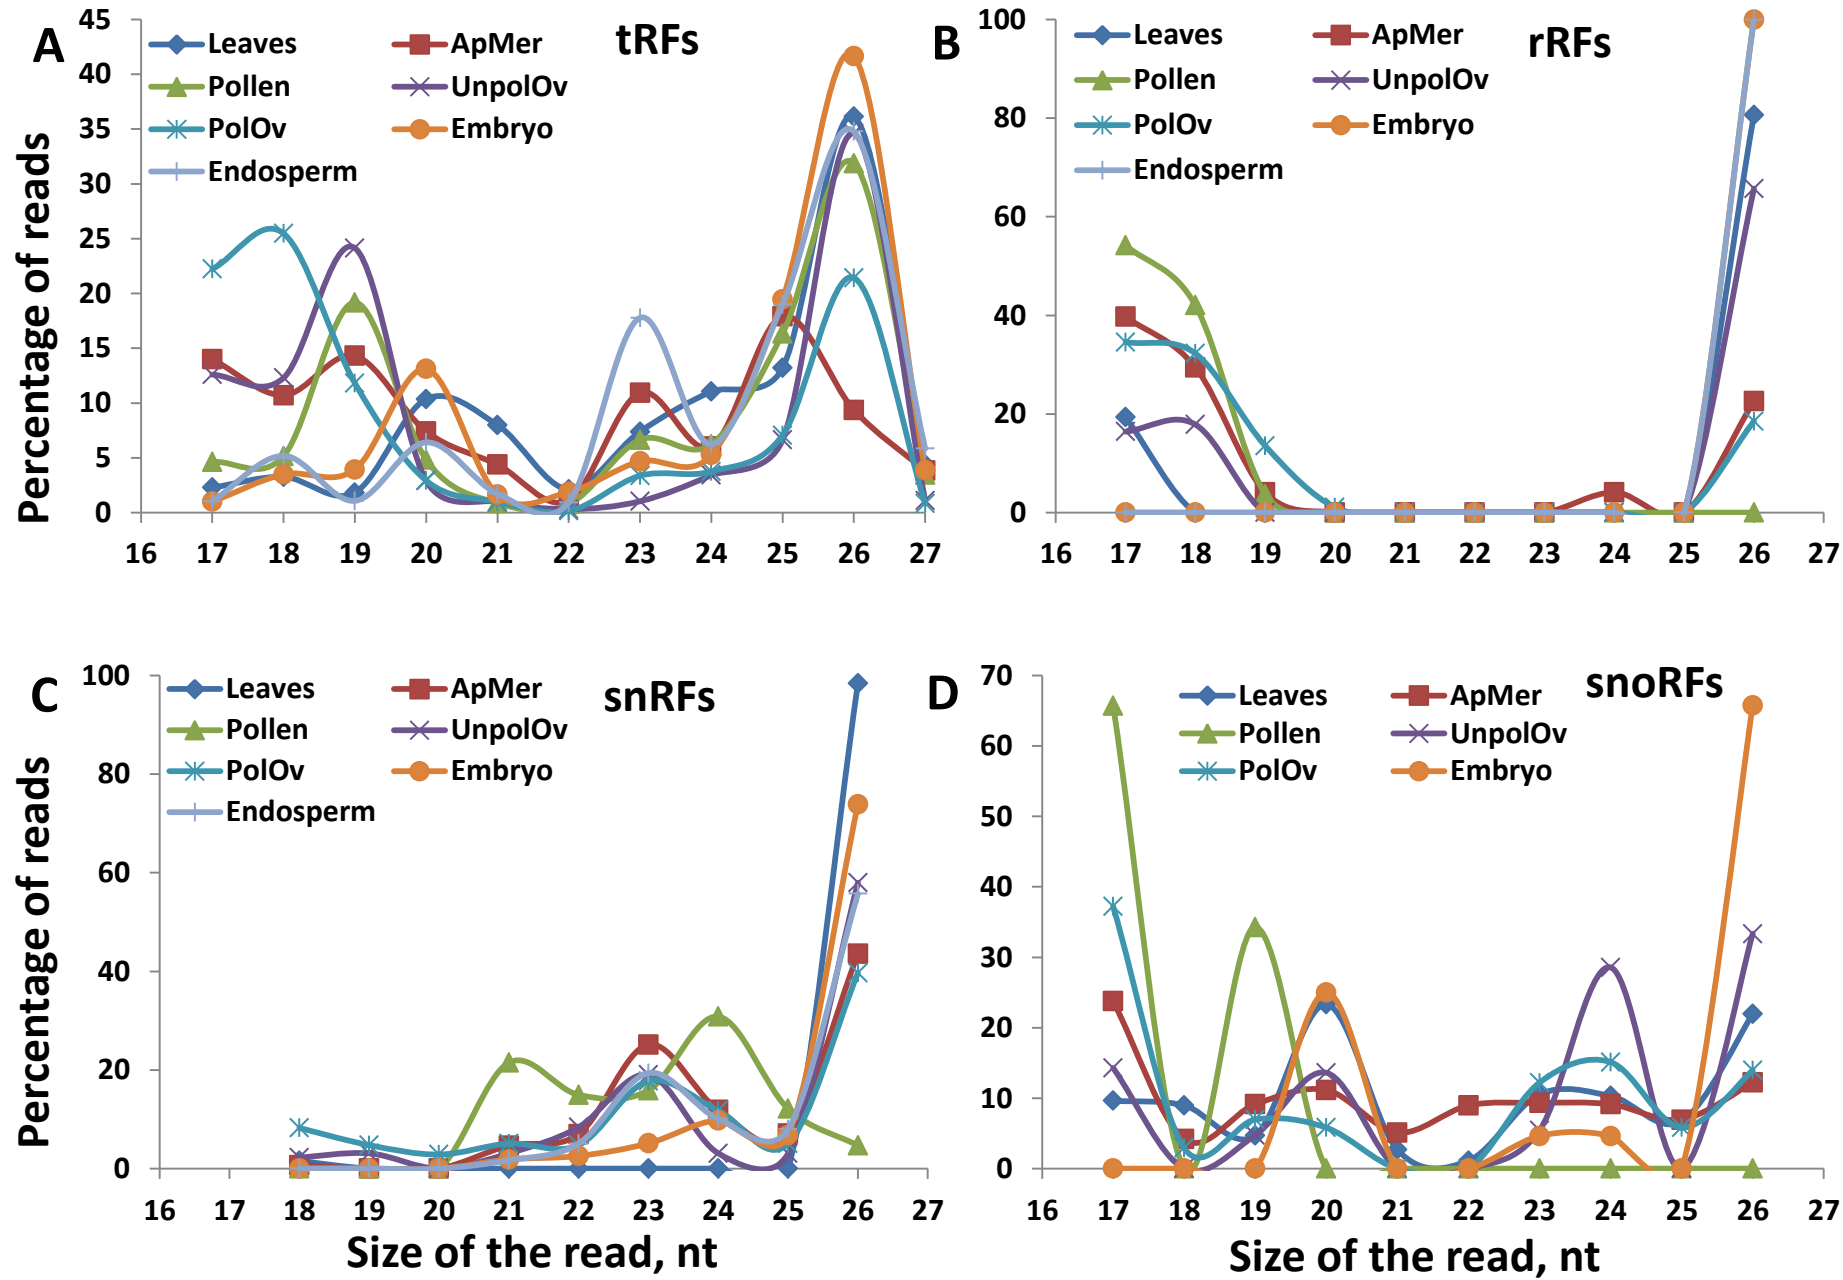 A
tRFs
Leaves ApMer
Pollen UnpolOv
PolOv Embryo
Endosperm
Percentage of reads
45
40
35
30
25
20
15
10
5
0
16 17 18 19 20 21 22 23 24 25 26 27
B
rRFs
Leaves ApMer
Pollen UnpolOv
PolOv Embryo
Endosperm
100
80
60
40
20
0
16 17 18 19 20 21 22 23 24 25 26 27
C
snRFs
Leaves ApMer
Pollen UnpolOv
PolOv Embryo
Endosperm
Percentage of reads
100
80
60
40
20
0
16 17 18 19 20 21 22 23 24 25 26 27
Size of the read, nt
D
snoRFs
Leaves ApMer
Pollen UnpolOv
PolOv Embryo
70
60
50
40
30
20
10
0
16 17 18 19 20 21 22 23 24 25 26 27
Size of the read, nt